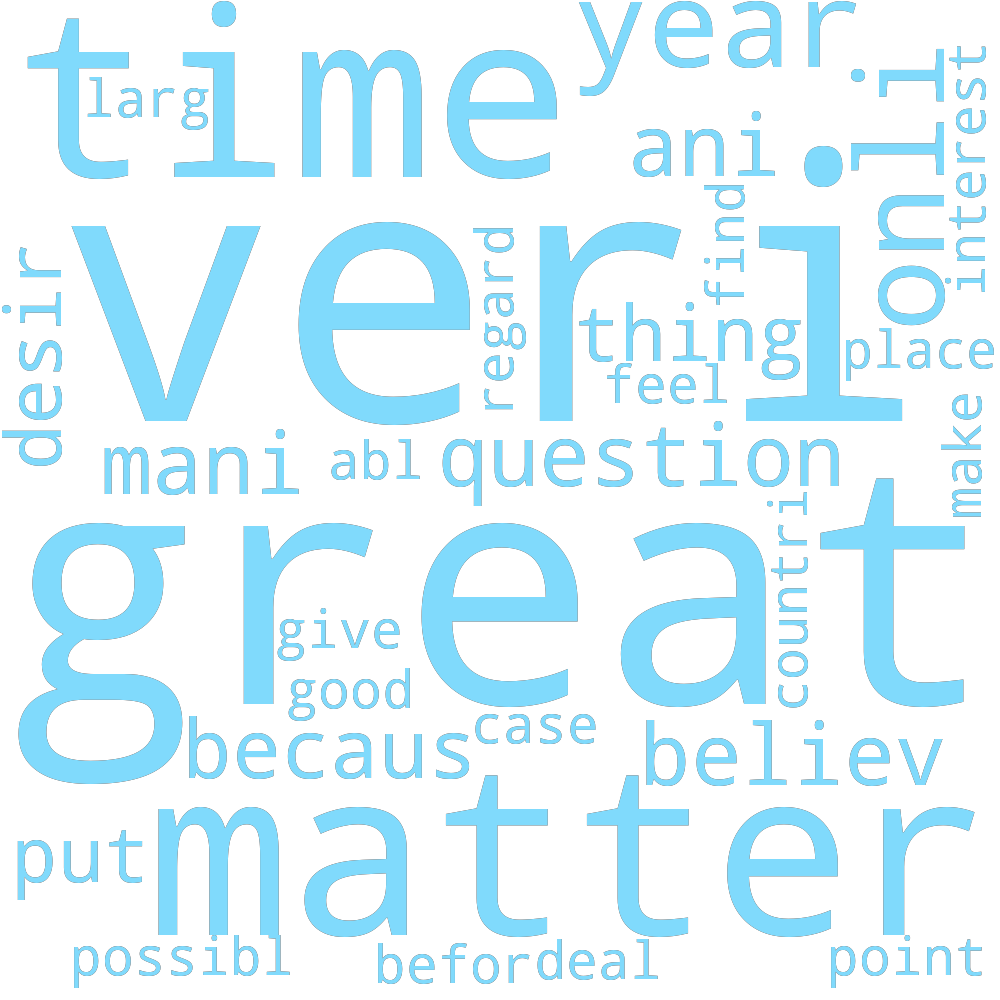 year
time
larg
onli
interest
ani
find
veri
regard
desir
thing
place
feel
make
mani
abl
question
great
countri
give
good
becaus
case
believ
matter
put
possibl
befor
deal
point